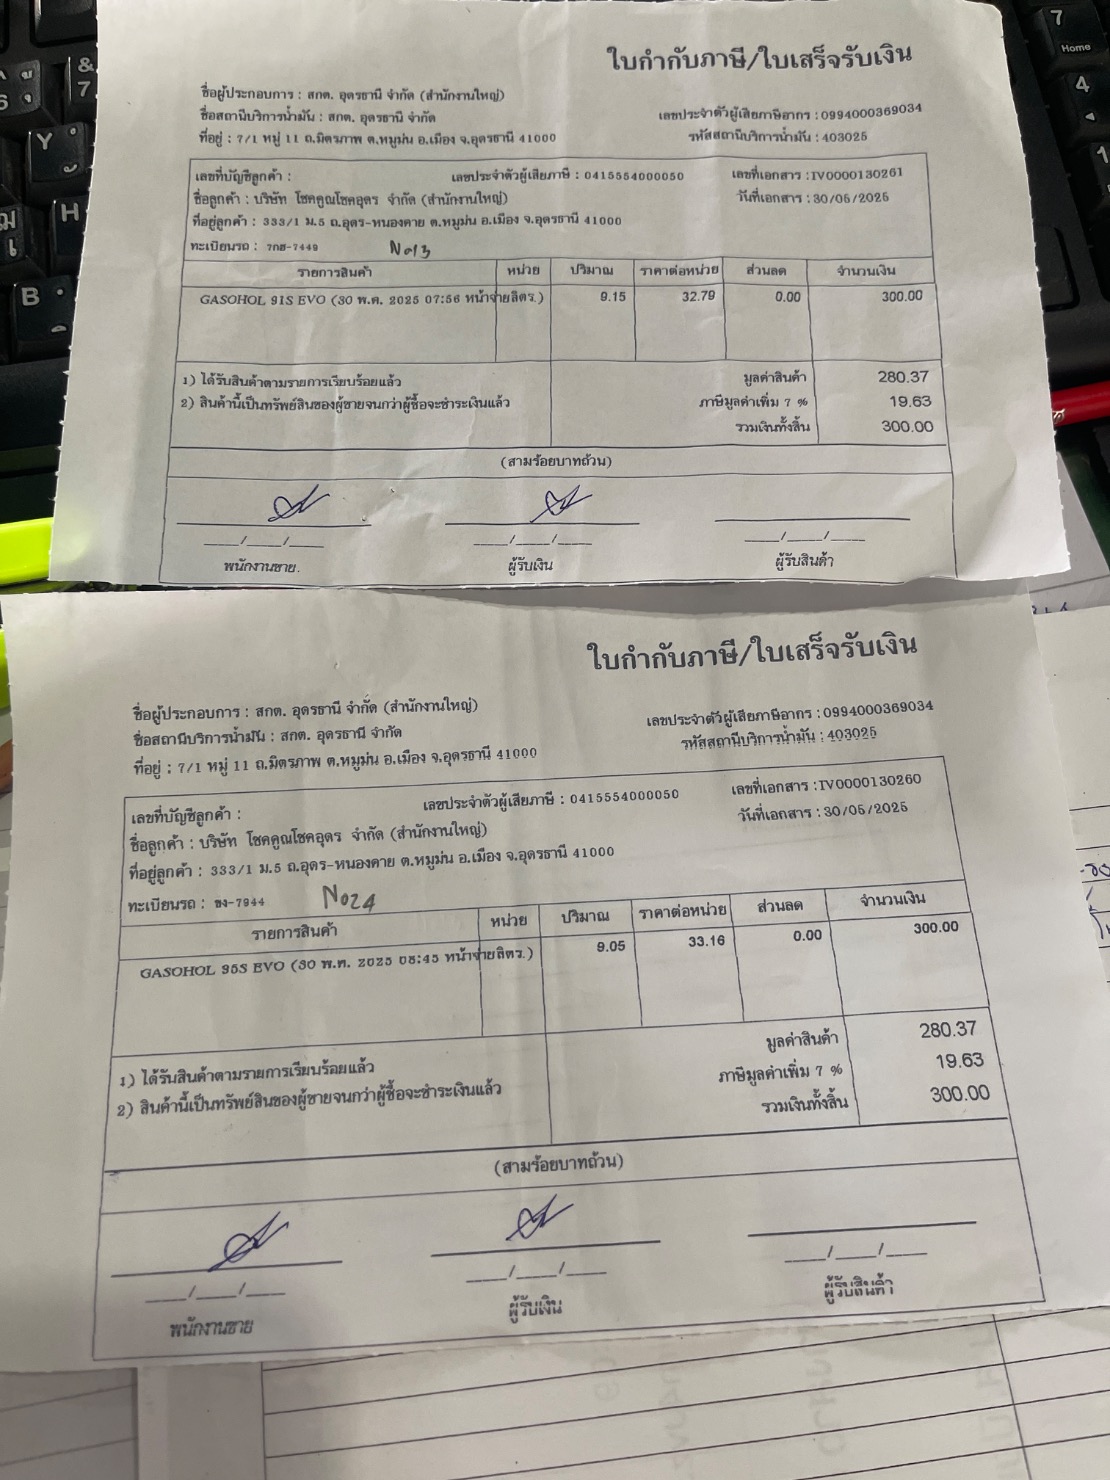 ใบกำกับภาษี/ใบเสร็จรับเงิน
ชื่อผู้ประกอบการ : สกต. อุดรธานี จำกัด (สำนักงานใหญ่)
ชื่อสถานีบริการน้ำมัน : สกต. อุดรธานี จำกัด
เลขประจำตัวผู้เสียภาษีอากร : 0994000369034
ที่อยู่ : 7/1 หมู่ 11 ถ.มิตรภาพ ต.หมูม่น อ.เมือง จ.อุดรธานี 41000
รหัสสถานีบริการน้ำมัน : 403025
เลขที่บัญชีลูกค้า : เลขประจำตัวผู้เสียภาษี : 0415554000050 เลขที่เอกสาร : IV0000130261
ชื่อลูกค้า : บริษัท โชคคูณโชคอุดร จำกัด (สำนักงานใหญ่) วันที่เอกสาร : 30/05/2025
ที่อยู่ลูกค้า : 333/1 ม.5 ถ.อุดร-หนองคาย ต.หมูม่น อ.เมือง จ.อุดรธานี 41000
ทะเบียนรถ : 7กฮ-7449 No13
รายการสินค้า หน่วย ปริมาณ ราคาต่อหน่วย ส่วนลด จำนวนเงิน
GASOHOL 91S EVO (30 พ.ค. 2025 07:56 หน้าจ่ายลิตร.) 9.15 32.79 0.00 300.00
1) ได้รับสินค้าตามรายการเรียบร้อยแล้ว มูลค่าสินค้า 280.37
2) สินค้านี้เป็นทรัพย์สินของผู้ขายจนกว่าผู้ซื้อจะชำระเงินแล้ว ภาษีมูลค่าเพิ่ม 7 % 19.63
รวมเงินทั้งสิ้น 300.00
(สามร้อยบาทถ้วน)
___/___/___ ___/___/___ ___/___/___
พนักงานขาย. ผู้รับเงิน ผู้รับสินค้า
ใบกำกับภาษี/ใบเสร็จรับเงิน
ชื่อผู้ประกอบการ : สกต. อุดรธานี จำกัด (สำนักงานใหญ่)
ชื่อสถานีบริการน้ำมัน : สกต. อุดรธานี จำกัด
เลขประจำตัวผู้เสียภาษีอากร : 0994000369034
ที่อยู่ : 7/1 หมู่ 11 ถ.มิตรภาพ ต.หมูม่น อ.เมือง จ.อุดรธานี 41000
รหัสสถานีบริการน้ำมัน : 403025
เลขที่บัญชีลูกค้า : เลขประจำตัวผู้เสียภาษี : 0415554000050 เลขที่เอกสาร : IV0000130260
ชื่อลูกค้า : บริษัท โชคคูณโชคอุดร จำกัด (สำนักงานใหญ่) วันที่เอกสาร : 30/05/2025
ที่อยู่ลูกค้า : 333/1 ม.5 ถ.อุดร-หนองคาย ต.หมูม่น อ.เมือง จ.อุดรธานี 41000
ทะเบียนรถ : ขง-7944 No24
รายการสินค้า หน่วย ปริมาณ ราคาต่อหน่วย ส่วนลด จำนวนเงิน
GASOHOL 95S EVO (30 พ.ค. 2025 หน้าจ่ายลิตร.) 9.05 33.16 0.00 300.00
1) ได้รับสินค้าตามรายการเรียบร้อยแล้ว มูลค่าสินค้า 280.37
2) สินค้านี้เป็นทรัพย์สินของผู้ขายจนกว่าผู้ซื้อจะชำระเงินแล้ว ภาษีมูลค่าเพิ่ม 7 % 19.63
รวมเงินทั้งสิ้น 300.00
(สามร้อยบาทถ้วน)
___/___/___ ___/___/___ ___/___/___
พนักงานขาย ผู้รับเงิน ผู้รับสินค้า
&
7
Y
H
B
7
Home
4
1